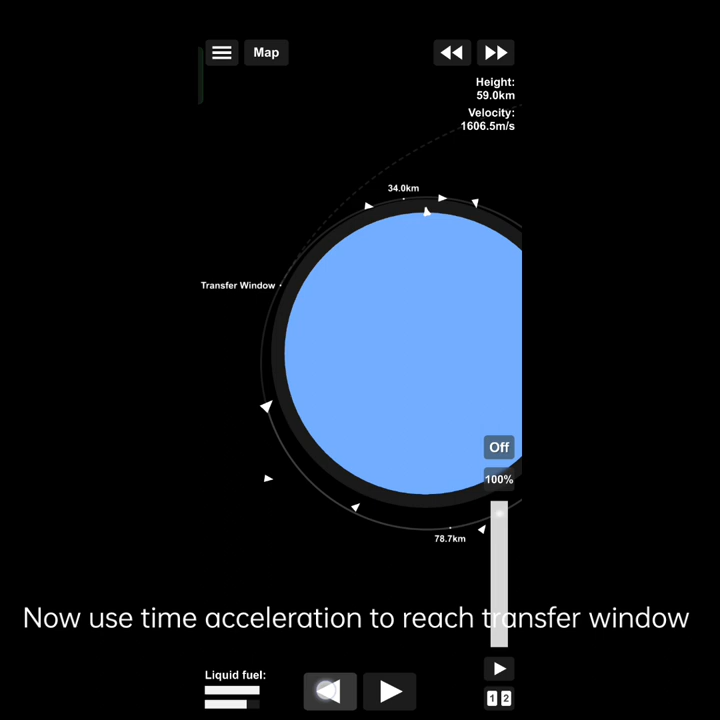 Map
Height:
59.0km
Velocity:
1606.5m/s
34.0km
Transfer Window
Off
100%
78.7km
Now use time acceleration to reach transfer window
Liquid fuel:
1 2